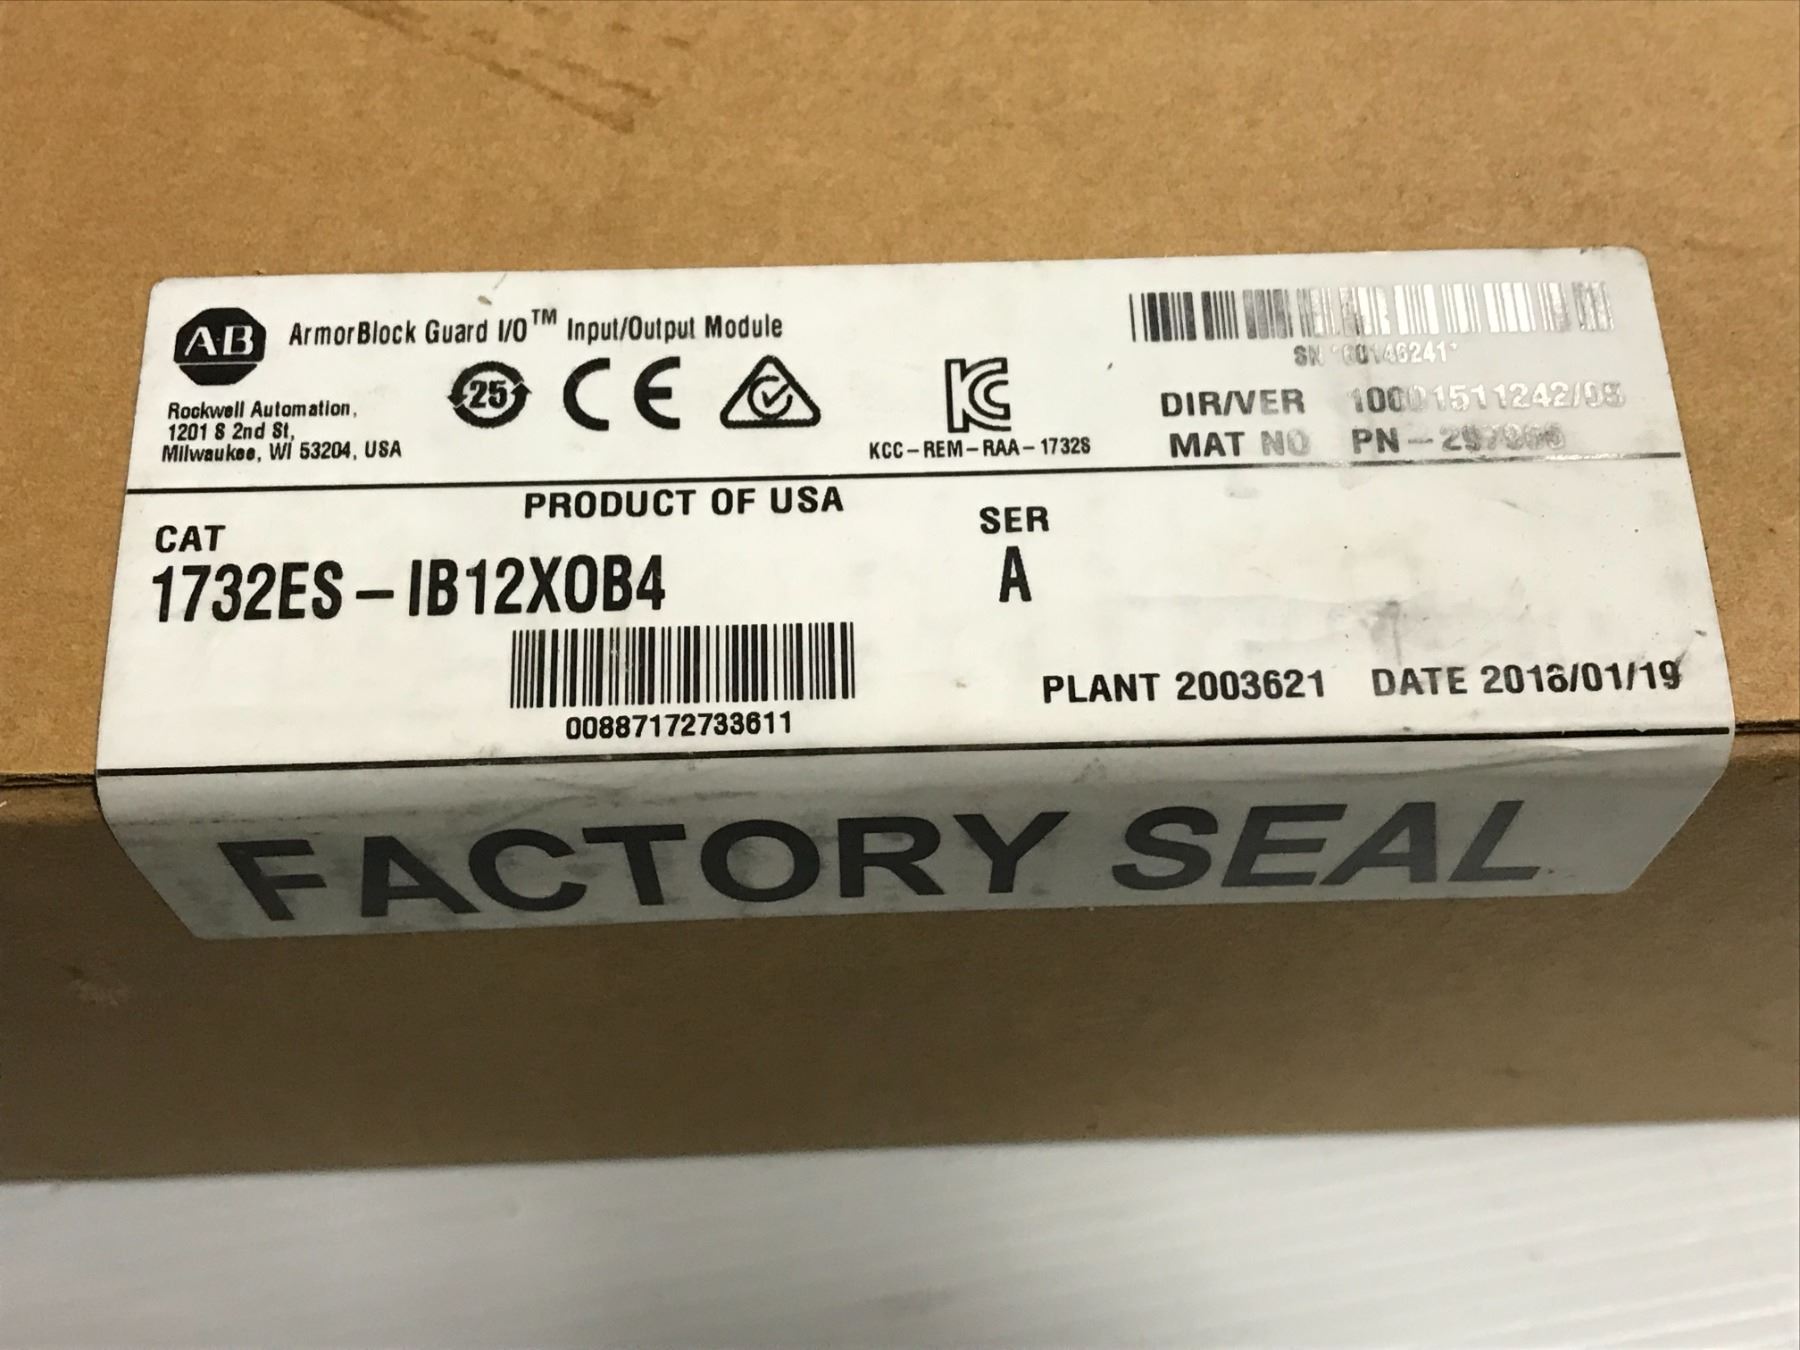 AB ArmorBlock Guard I/O™ Input/Output Module
Rockwell Automation,
1201 S 2nd St,
Milwaukee, WI 53204, USA
25 CE KC
KCC-REM-RAA-1732S
SN
DIR/VER
MAT NO
PRODUCT OF USA
CAT
1732ES-IB12XOB4
SER
A
00887172733611
PLANT 2003621 DATE 2016/01/19
FACTORY SEAL